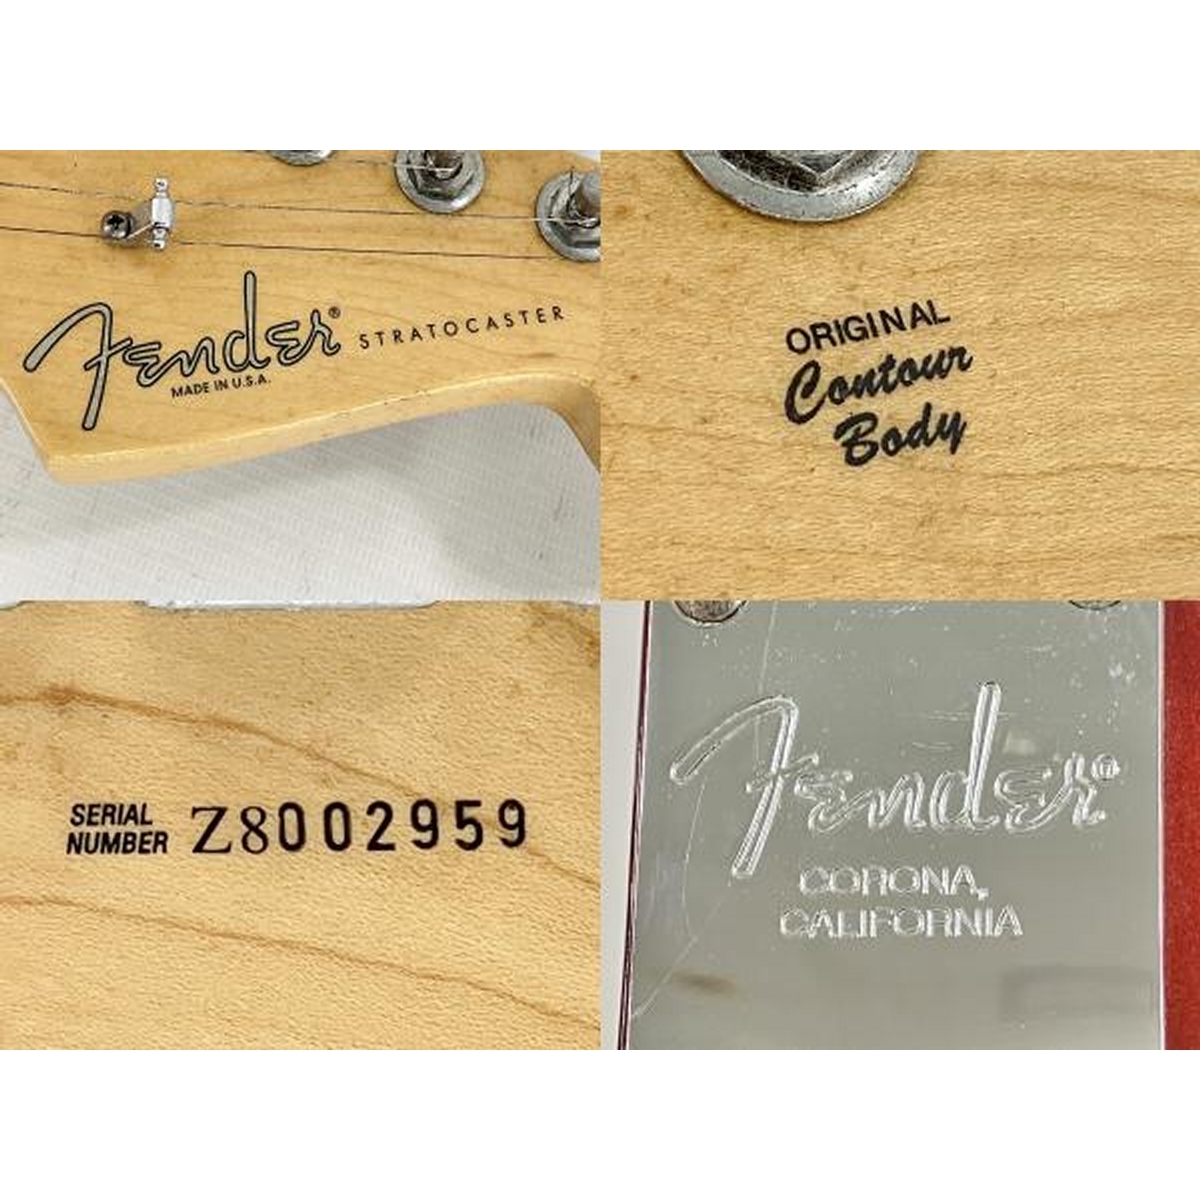 Fender® STRATOCASTER
MADE IN U.S.A.
ORIGINAL
Contour
Body
SERIAL
NUMBER Z8002959
Fender®
CORONA,
CALIFORNIA